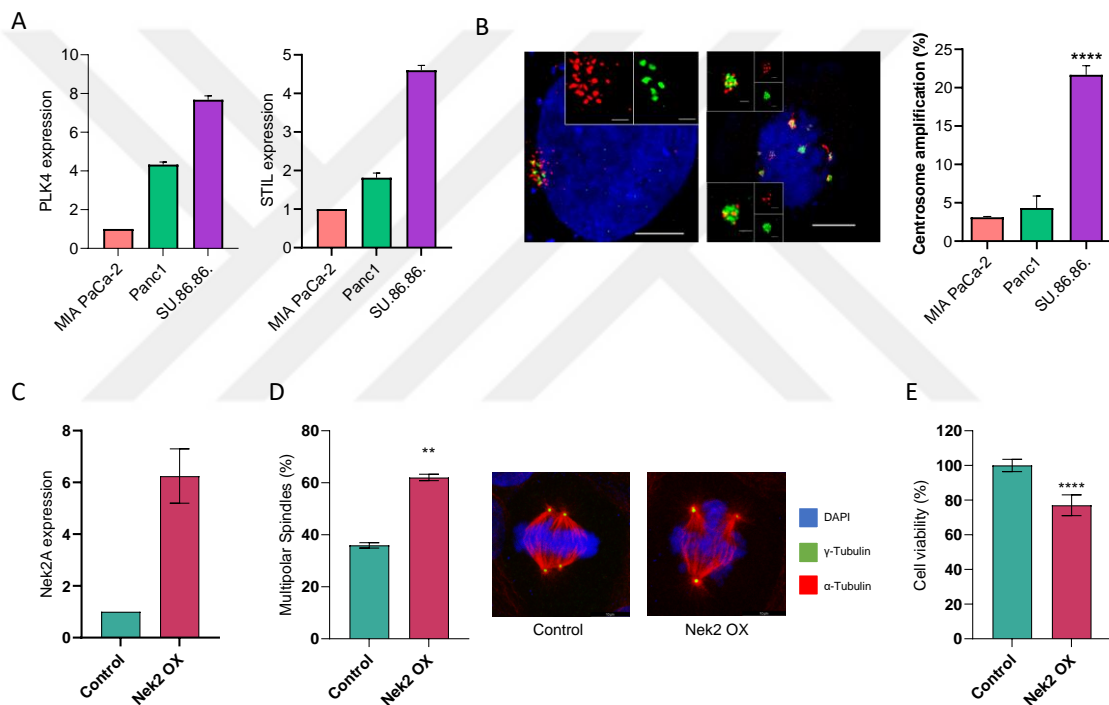 A
PLK4 expression
10
8
6
4
2
0
MIA PaCa-2
Panc1
SU.86.86.
STIL expression
5
4
3
2
1
0
MIA PaCa-2
Panc1
SU.86.86.
B
Centrosome amplification (%)
25
20
15
10
5
0
****
MIA PaCa-2
Panc1
SU.86.86.
C
Nek2A expression
8
6
4
2
0
Control
Nek2 OX
D
Multipolar Spindles (%)
80
60
40
20
0
**
Control
Nek2 OX
Control
Nek2 OX
DAPI
γ-Tubulin
α-Tubulin
E
Cell viability (%)
120
100
80
60
40
20
0
****
Control
Nek2 OX